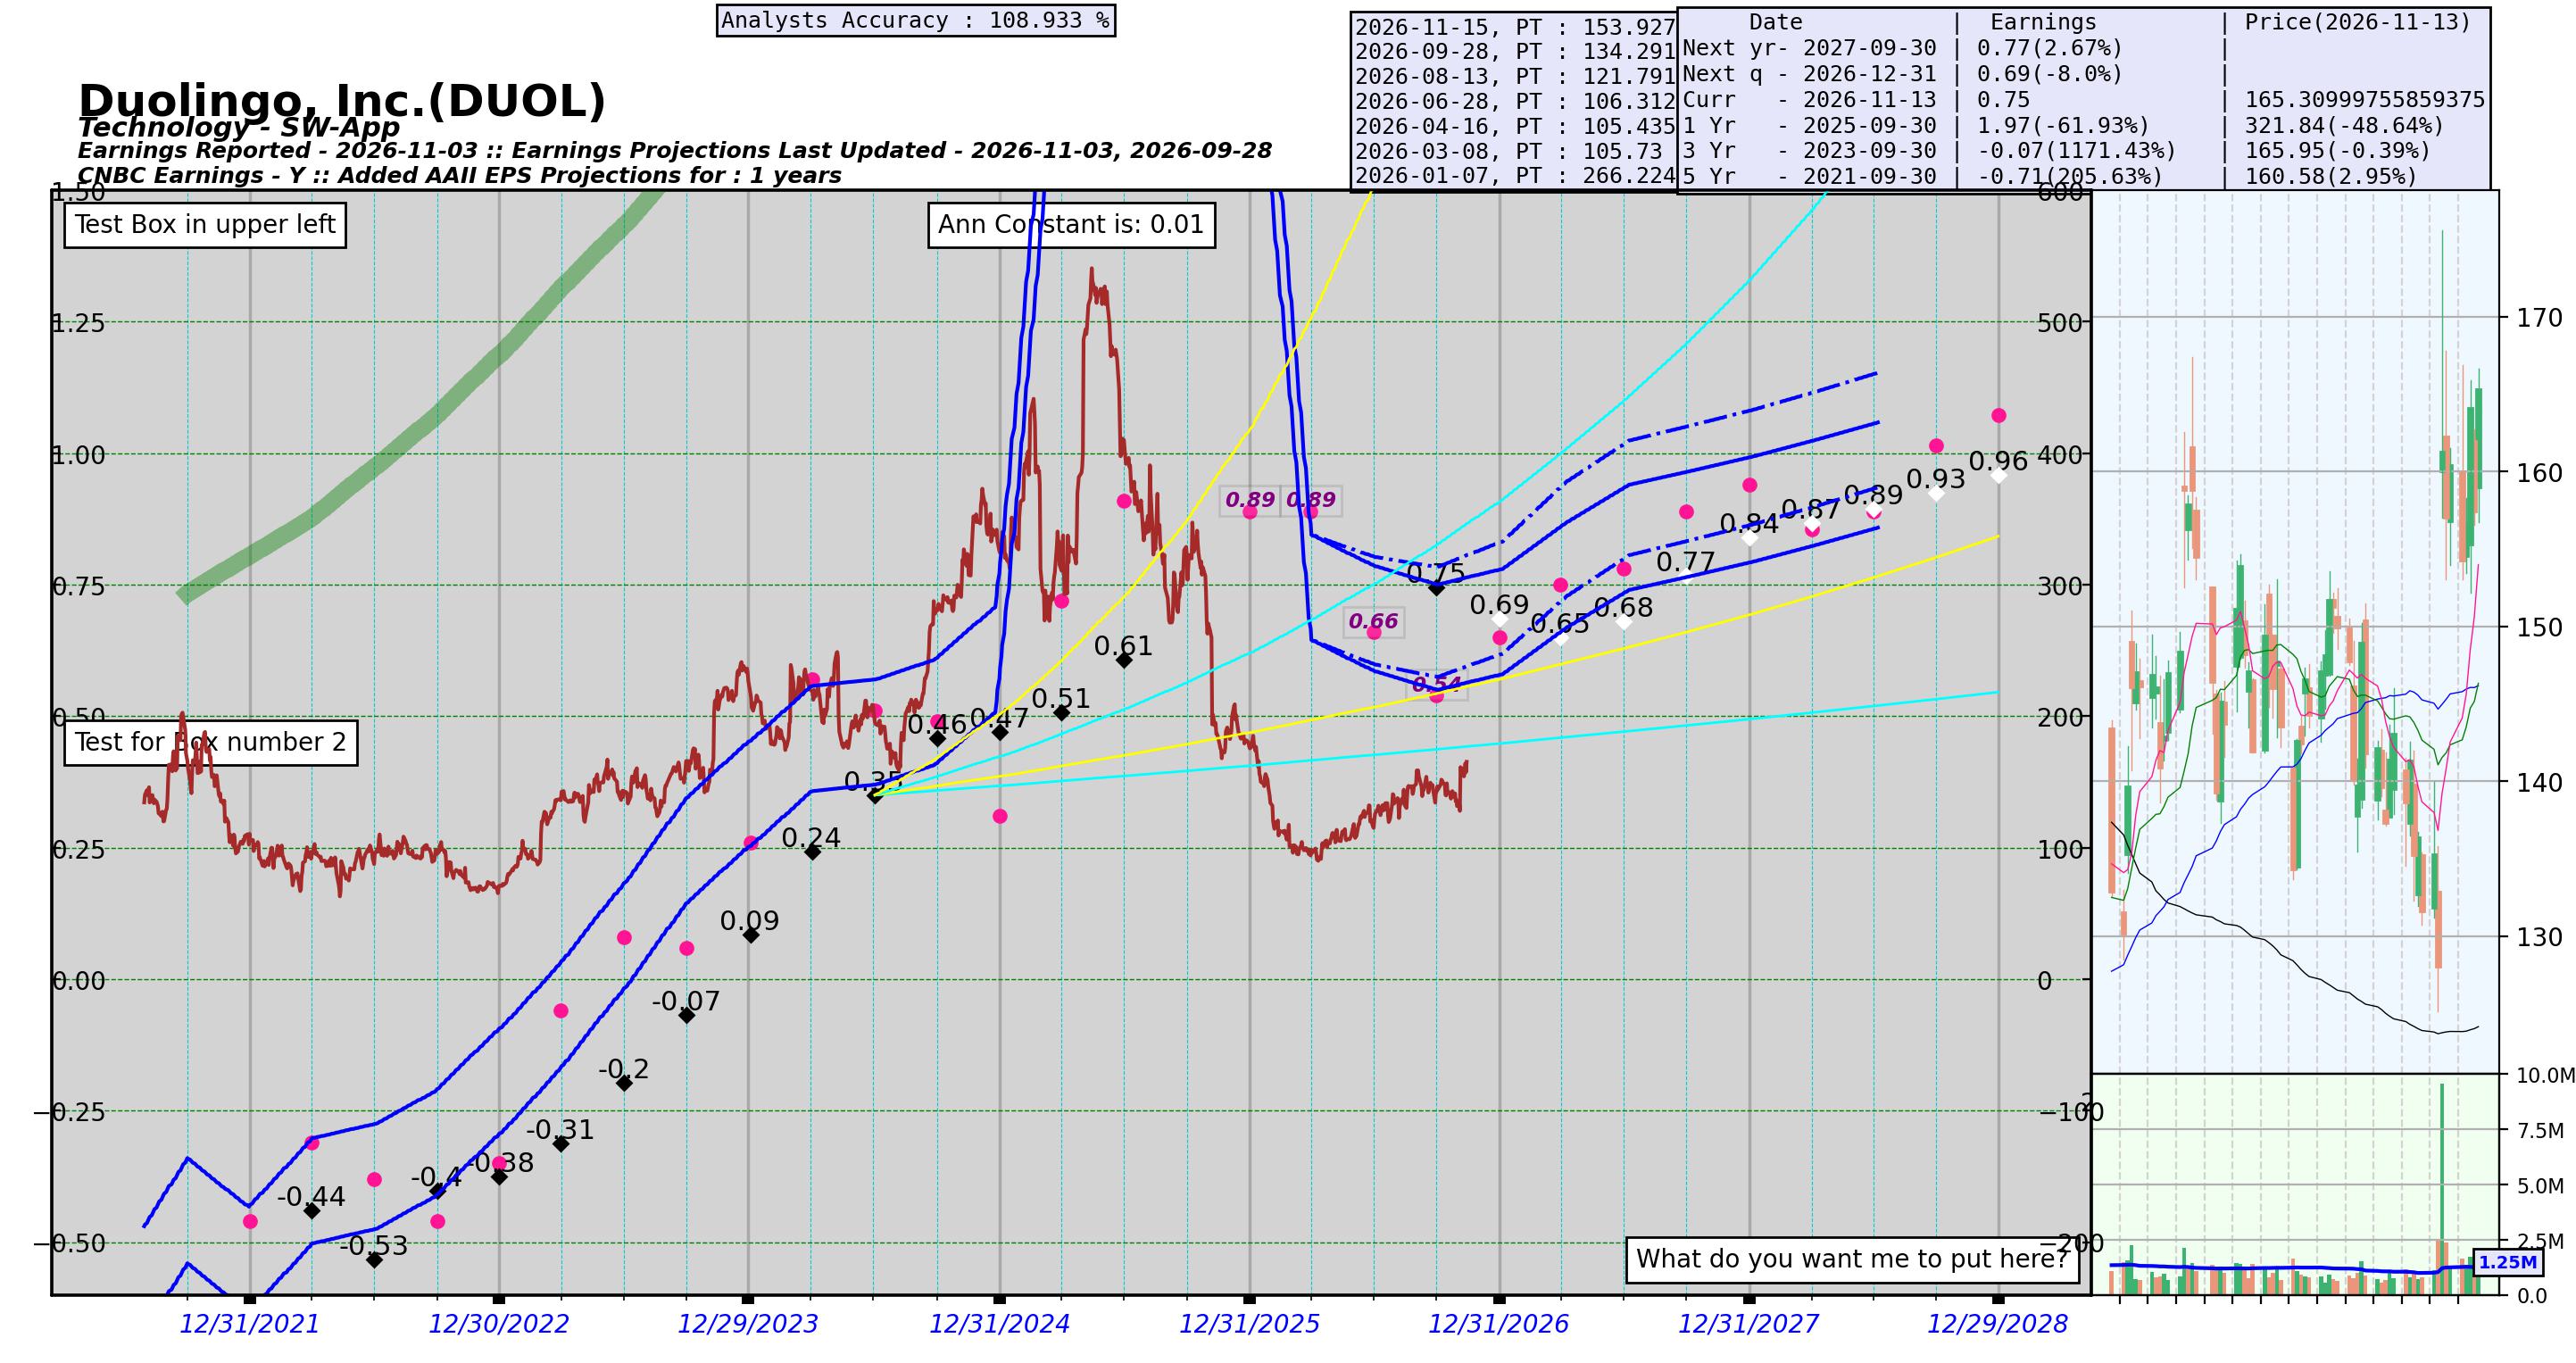 Analysts Accuracy : 108.933 %
2026-11-15, PT : 153.927
2026-09-28, PT : 134.291
2026-08-13, PT : 121.791
2026-06-28, PT : 106.312
2026-04-16, PT : 105.435
2026-03-08, PT : 105.73
2026-01-07, PT : 266.224
Date | Earnings | Price(2026-11-13)
Next yr- 2027-09-30 | 0.77(2.67%) |
Next q - 2026-12-31 | 0.69(-8.0%) |
Curr - 2026-11-13 | 0.75 | 165.30999755859375
1 Yr - 2025-09-30 | 1.97(-61.93%) | 321.84(-48.64%)
3 Yr - 2023-09-30 | -0.07(1171.43%) | 165.95(-0.39%)
5 Yr - 2021-09-30 | -0.71(205.63%) | 160.58(2.95%)
Duolingo, Inc.(DUOL)
Technology - SW-App
Earnings Reported - 2026-11-03 :: Earnings Projections Last Updated - 2026-11-03, 2026-09-28
CNBC Earnings - Y :: Added AAII EPS Projections for : 1 years
Test Box in upper left
Ann Constant is: 0.01
Test for Box number 2
What do you want me to put here?
1.50
1.25
1.00
0.75
0.50
0.25
0.00
−0.25
−0.50
600
500
400
300
200
100
0
−100
−200
-0.44
-0.53
-0.4
-0.38
-0.31
-0.2
-0.07
0.09
0.24
0.35
0.46
0.47
0.51
0.61
0.89
0.89
0.66
0.54
0.75
0.69
0.65
0.68
0.77
0.84
0.87
0.89
0.93
0.96
170
160
150
140
130
10.0M
7.5M
5.0M
2.5M
1.25M
0.0
12/31/2021
12/30/2022
12/29/2023
12/31/2024
12/31/2025
12/31/2026
12/31/2027
12/29/2028